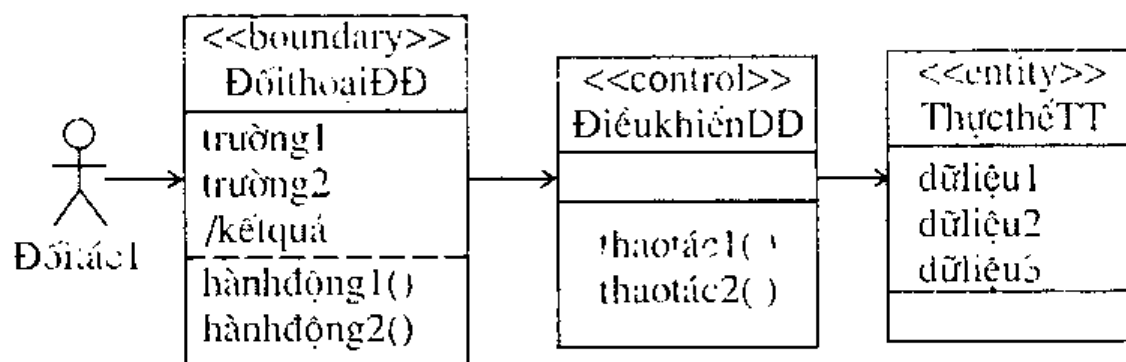 <<boundary>>
ĐốithoạiĐĐ
trường1
trường2
/kếtquả
hànhđộng1()
hànhđộng2()
<<control>>
ĐiềukhiểnDD
thaotác1( )
thaotác2( )
<<entity>>
ThựcthểTT
dữliệu1
dữliệu2
dữliệu3
Đốitác1